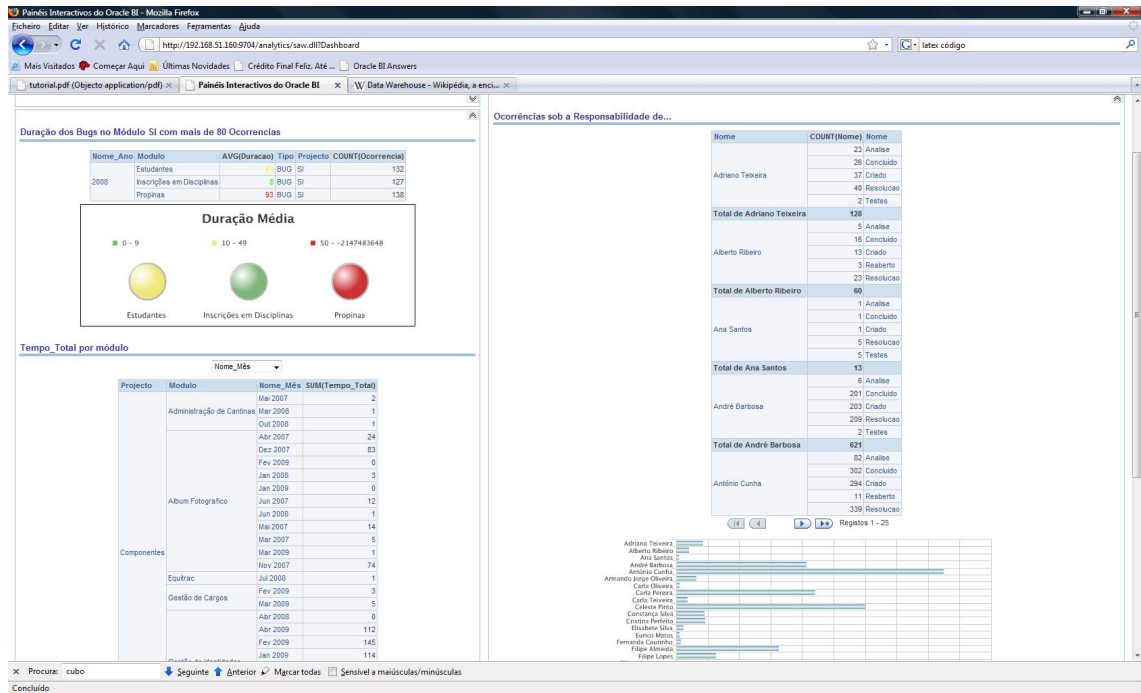 Painéis Interactivos do Oracle BI - Mozilla Firefox
Ficheiro Editar Ver Histórico Marcadores Ferramentas Ajuda
http://192.168.51.160:9704/analytics/saw.dll?Dashboard
latex código
Mais Visitados Começar Aqui Últimas Novidades Crédito Final Feliz. Até ... Oracle BI Answers
tutorial.pdf (Objecto application/pdf) Painéis Interactivos do Oracle BI Data Warehouse - Wikipédia, a enci...
Duração dos Bugs no Módulo SI com mais de 80 Ocorrencias
Nome_Ano Modulo AVG(Duracao) Tipo Projecto COUNT(Ocorrencia)
Estudantes BUG SI 132
2008 Inscrições em Disciplinas 8 BUG SI 127
Propinas 93 BUG SI 138
Duração Média
0 - 9 10 - 49 50 - -2147483648
Estudantes Inscrições em Disciplinas Propinas
Tempo_Total por módulo
Nome_Mês
Projecto Modulo Nome_Mês SUM(Tempo_Total)
Mai 2007 2
Administração de Cantinas Mar 2008 1
Out 2008 1
Abr 2007 24
Dez 2007 83
Fev 2009 0
Jan 2008 3
Jan 2009 0
Album Fotografico Jun 2007 12
Jun 2008 1
Mai 2007 14
Mar 2007 5
Componentes Mar 2009 1
Nov 2007 74
Equitrac Jul 2008 1
Fev 2009 3
Gestão de Cargos
Mar 2009 5
Abr 2008 0
Abr 2009 112
Fev 2009 145
Jan 2009 114
Ocorrências sob a Responsabilidade de...
Nome COUNT(Nome) Nome
23 Analise
26 Concluido
Adriano Teixeira 37 Criado
40 Resolucao
2 Testes
Total de Adriano Teixeira 128
5 Analise
16 Concluido
Alberto Ribeiro 13 Criado
3 Reaberto
23 Resolucao
Total de Alberto Ribeiro 60
1 Analise
1 Concluido
Ana Santos 1 Criado
5 Resolucao
5 Testes
Total de Ana Santos 13
6 Analise
201 Concluido
André Barbosa 203 Criado
209 Resolucao
2 Testes
Total de André Barbosa 621
82 Analise
302 Concluido
António Cunha 294 Criado
11 Reaberto
339 Resolucao
Registos 1 - 25
Adriano Teixeira
Alberto Ribeiro
Ana Santos
André Barbosa
António Cunha
Armando Jorge Oliveira
Carla Oliveira
Carla Pereira
Carla Teixeira
Celeste Pinto
Constança Silva
Cristina Perfeito
Elisabete Silva
Eurico Matos
Fernanda Coutinho
Filipe Almeida
Filipe Lopes
Procura: cubo Seguinte Anterior Marcar todas Sensível a maiúsculas/minúsculas
Concluído